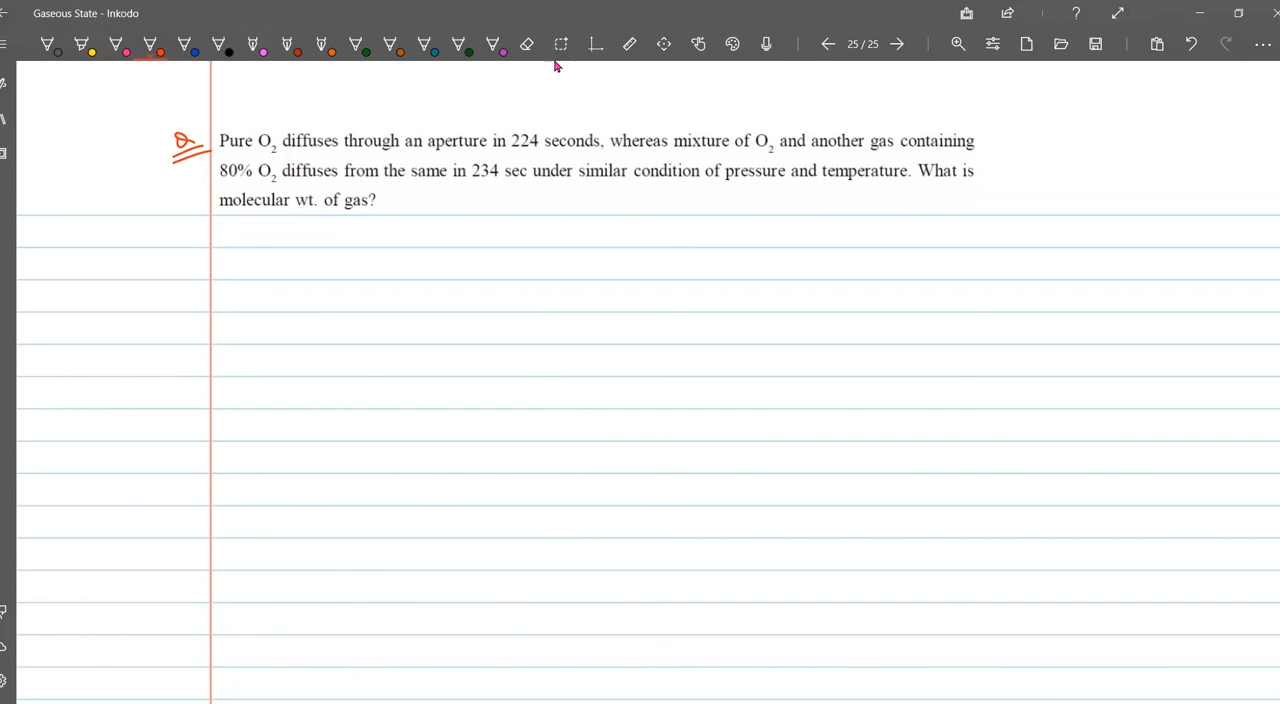 Gaseous State - Inkodo
25 / 25
Q Pure O₂ diffuses through an aperture in 224 seconds, whereas mixture of O₂ and another gas containing
80% O₂ diffuses from the same in 234 sec under similar condition of pressure and temperature. What is
molecular wt. of gas?